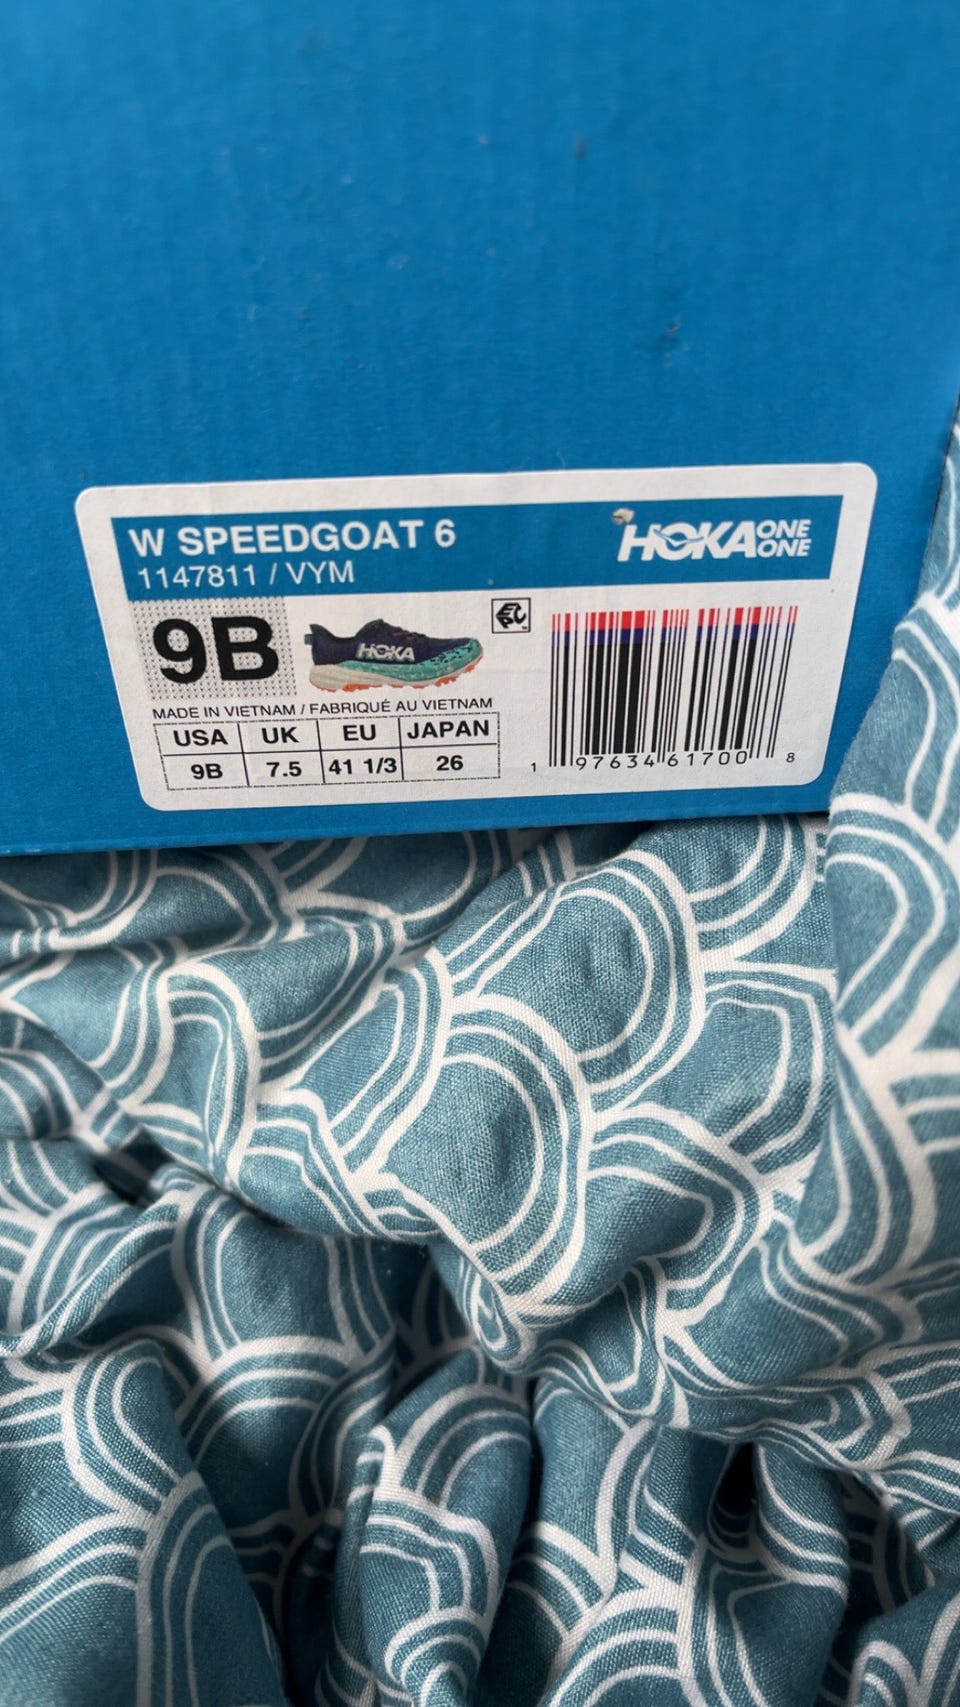 W SPEEDGOAT 6
HOKA ONE ONE
1147811 / VYM
9B
HOKA
MADE IN VIETNAM / FABRIQUÉ AU VIETNAM
USA UK EU JAPAN
9B 7.5 41 1/3 26
1 97634 61700 8